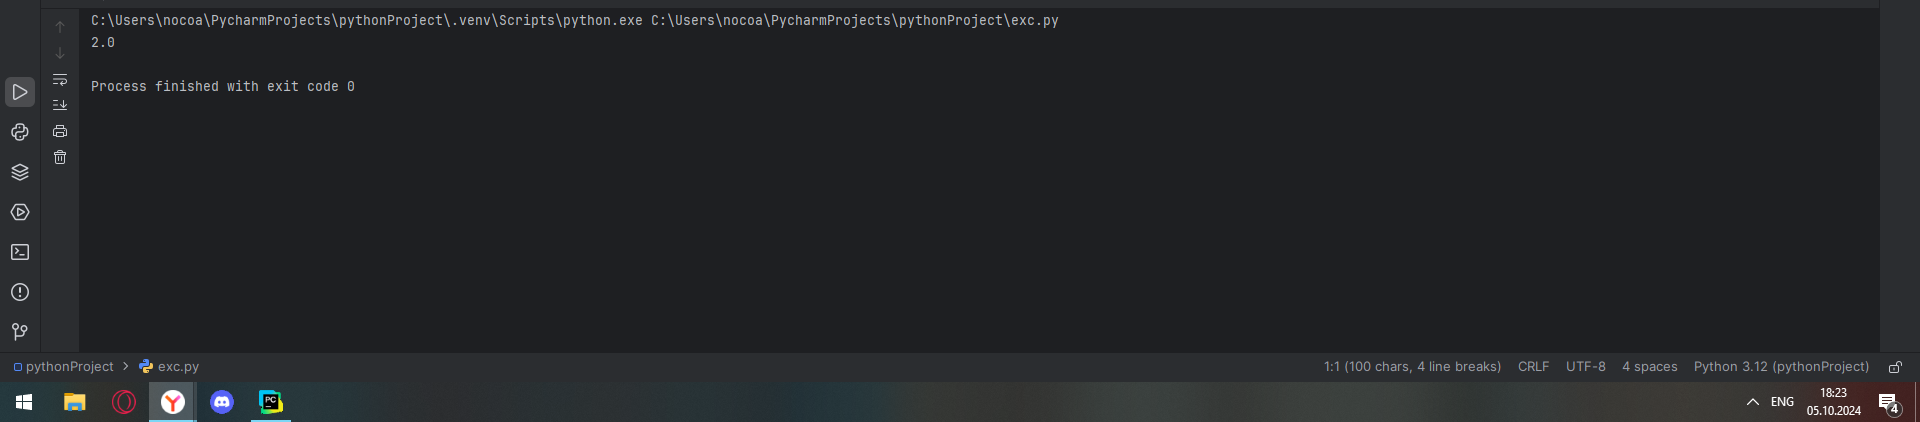 C:\Users\nocoa\PycharmProjects\pythonProject\.venv\Scripts\python.exe C:\Users\nocoa\PycharmProjects\pythonProject\exc.py
2.0
Process finished with exit code 0
pythonProject > exc.py 1:1 (100 chars, 4 line breaks) CRLF UTF-8 4 spaces Python 3.12 (pythonProject)
PC ENG 18:23
05.10.2024 4